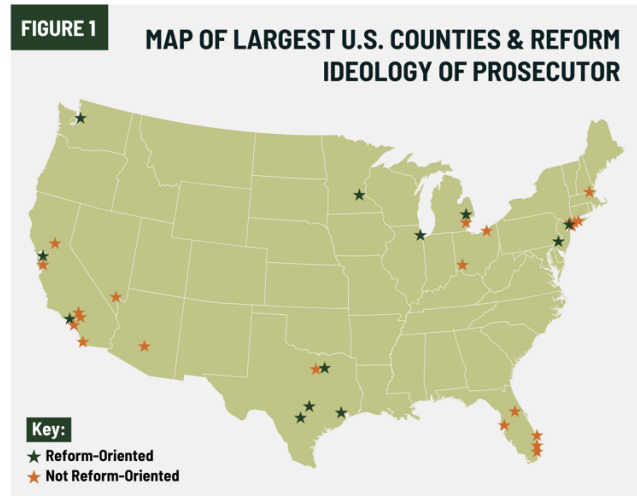 FIGURE 1
MAP OF LARGEST U.S. COUNTIES & REFORM
IDEOLOGY OF PROSECUTOR
Key:
Reform-Oriented
Not Reform-Oriented